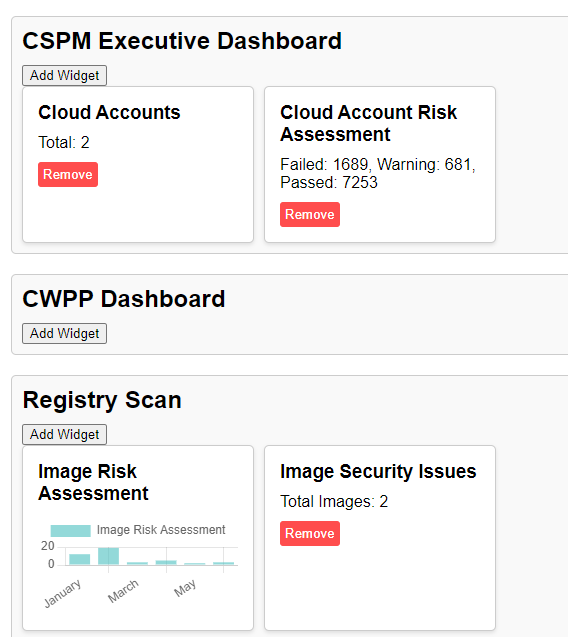 CSPM Executive Dashboard
Add Widget
Cloud Accounts
Total: 2
Remove
Cloud Account Risk
Assessment
Failed: 1689, Warning: 681,
Passed: 7253
Remove
CWPP Dashboard
Add Widget
Registry Scan
Add Widget
Image Risk
Assessment
Image Risk Assessment
20
0
January
March
May
Image Security Issues
Total Images: 2
Remove